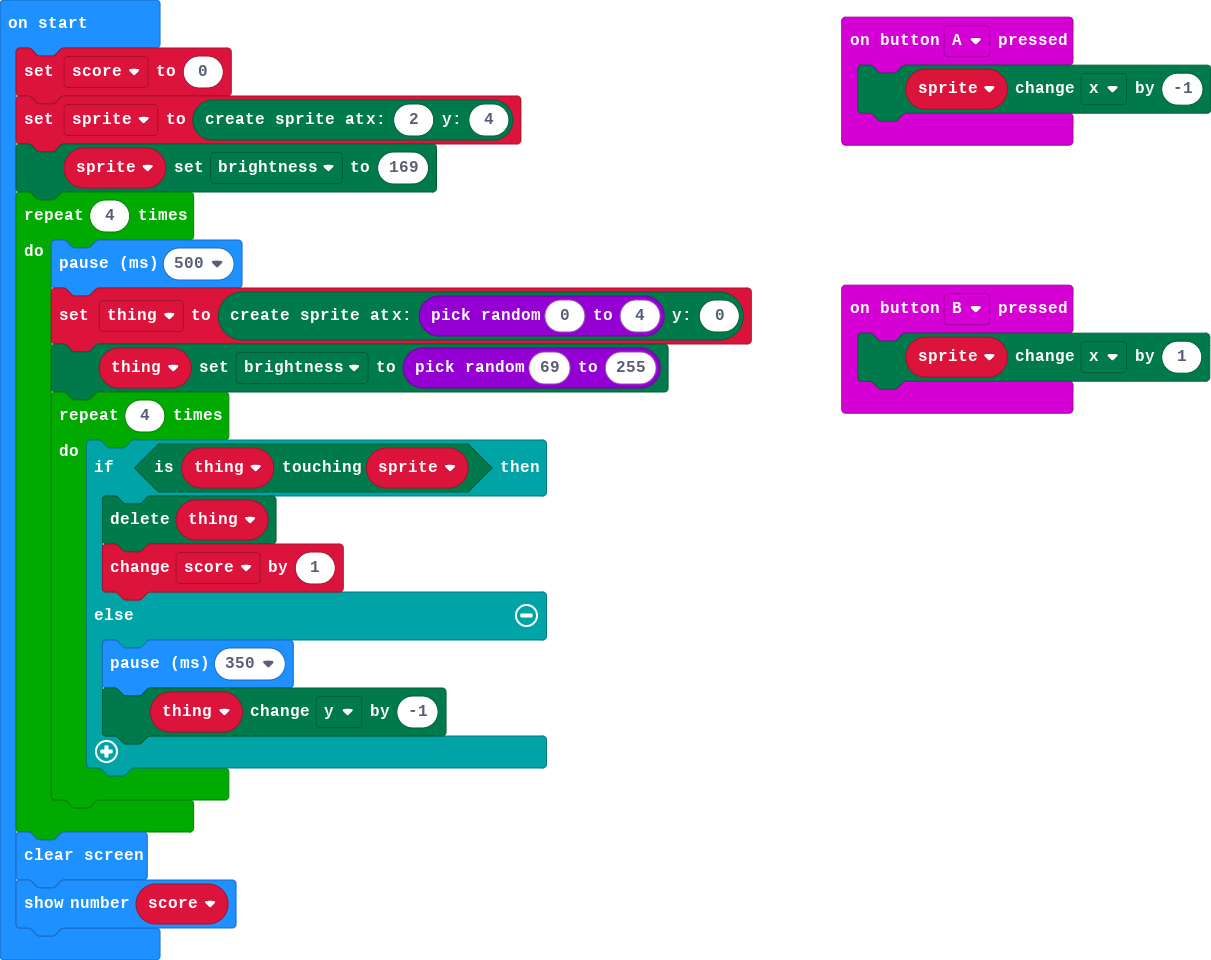 on start
set score to 0
set sprite to create sprite at x: 2 y: 4
sprite set brightness to 169
repeat 4 times
do
pause (ms) 500
set thing to create sprite at x: pick random 0 to 4 y: 0
thing set brightness to pick random 69 to 255
repeat 4 times
do
if is thing touching sprite then
delete thing
change score by 1
else
pause (ms) 350
thing change y by -1
clear screen
show number score
on button A pressed
sprite change x by -1
on button B pressed
sprite change x by 1